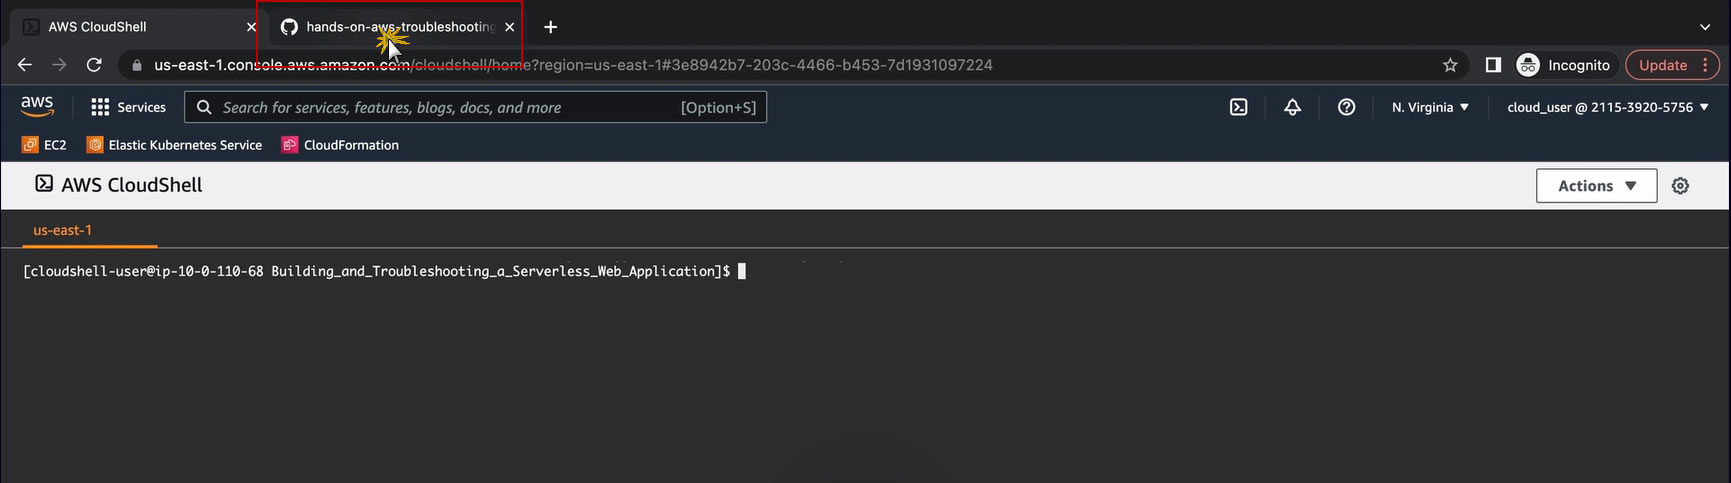 AWS CloudShell
hands-on-aws-troubleshooting
us-east-1.console.aws.amazon.com/cloudshell/home?region=us-east-1#3e8942b7-203c-4466-b453-7d1931097224
Incognito
Update
aws
Services
Search for services, features, blogs, docs, and more
[Option+S]
N. Virginia
cloud_user @ 2115-3920-5756
EC2
Elastic Kubernetes Service
CloudFormation
AWS CloudShell
Actions
us-east-1
[cloudshell-user@ip-10-0-110-68 Building_and_Troubleshooting_a_Serverless_Web_Application]$